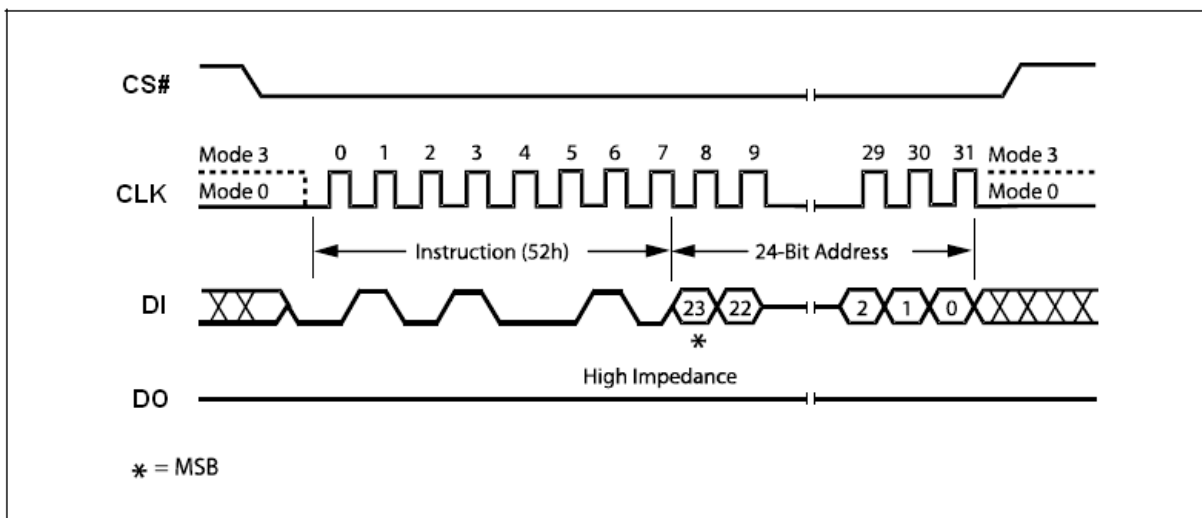 CS#
Mode 3 0 1 2 3 4 5 6 7 8 9 29 30 31 Mode 3
CLK Mode 0 Mode 0
Instruction (52h) 24-Bit Address
DI 23 22 2 1 0
*
High Impedance
DO
* = MSB